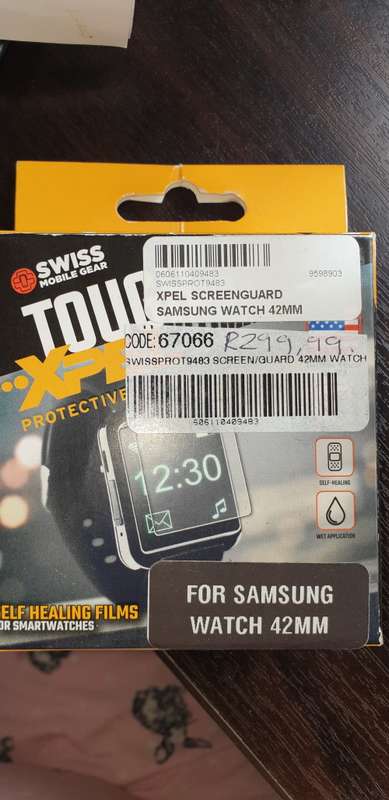 SWISS
MOBILE GEAR
0606110409483 9598903
SWISSPROT9483
XPEL SCREENGUARD
SAMSUNG WATCH 42MM
CODE:67066 R299,99.
SWISSPROT9483 SCREEN/GUARD 42MM WATCH
606110409483
PROTECTIVE
12:30
SELF-HEALING
WET APPLICATION
SELF HEALING FILMS
FOR SMARTWATCHES
FOR SAMSUNG
WATCH 42MM